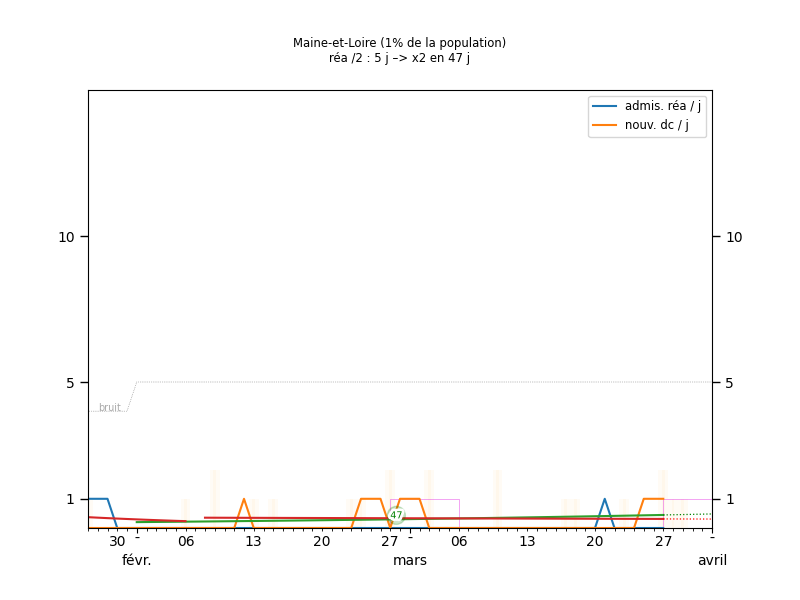 Maine-et-Loire (1% de la population)
réa /2 : 5 j –> x2 en 47 j
admis. réa / j
nouv. dc / j
10 10
5 5
bruit
1 1
47
30 06 13 20 27 06 13 20 27
févr. mars avril